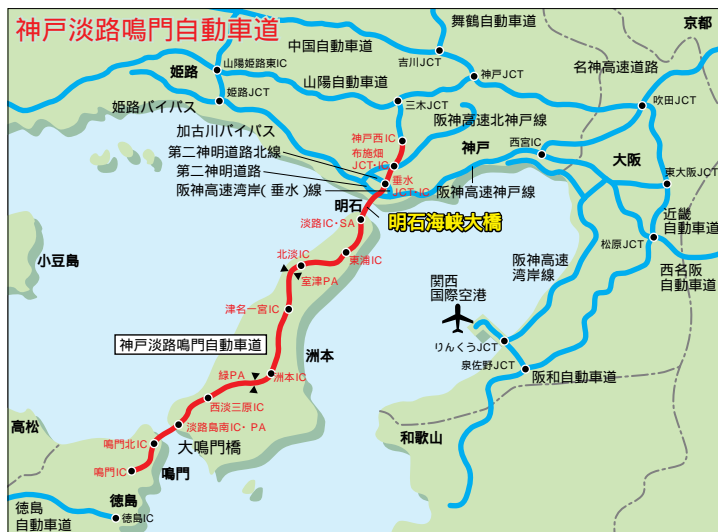 神戸淡路鳴門自動車道
舞鶴自動車道
京都
中国自動車道
姫路
山陽姫路東IC
吉川JCT
名神高速道路
山陽自動車道
神戸JCT
姫路JCT
三木JCT
吹田JCT
姫路バイパス
阪神高速北神戸線
加古川バイパス
神戸西IC
第二神明道路北線
布施畑
JCT・IC
神戸
西宮IC
大阪
第二神明道路
垂水
JCT・IC
東大阪JCT
阪神高速湾岸(垂水)線
阪神高速神戸線
明石
近畿
自動車道
淡路IC・SA
明石海峡大橋
松原JCT
小豆島
北淡IC
東浦IC
阪神高速
湾岸線
西名阪
自動車道
室津PA
関西
国際空港
津名一宮IC
神戸淡路鳴門自動車道
りんくうJCT
洲本
泉佐野JCT
緑PA
洲本IC
阪和自動車道
西淡三原IC
高松
淡路島南IC・PA
和歌山
鳴門北IC
大鳴門橋
鳴門IC
鳴門
徳島
自動車道
徳島
徳島IC